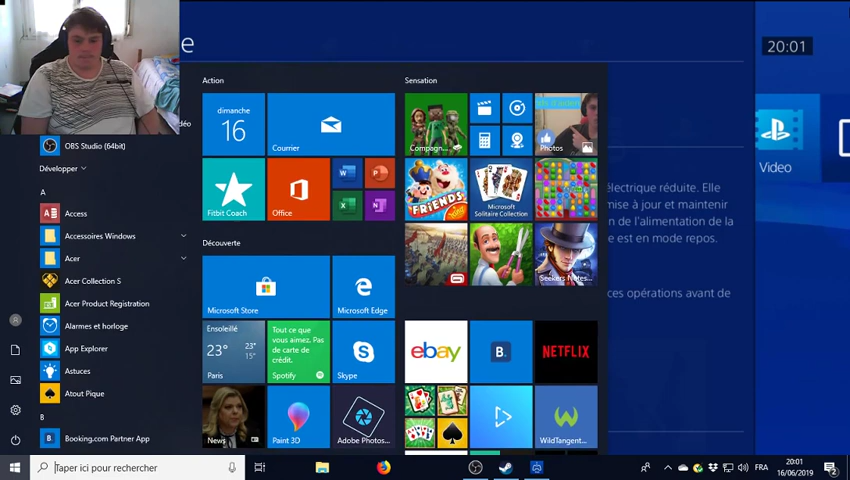 e
20:01
Action
Sensation
dimanche
16
Courrier
Compagn...
Photos
OBS Studio (64bit)
Développer
A
Access
Accessoires Windows
Acer
Acer Collection S
Acer Product Registration
Alarmes et horloge
App Explorer
Astuces
Atout Pique
B
Booking.com Partner App
Fitbit Coach
Office
FRIENDS
Microsoft
Solitaire Collection
Découverte
Microsoft Store
Microsoft Edge
Seekers Notes...
Ensoleillé
23°
23°
15°
Paris
Tout ce que
vous aimez. Pas
de carte de
crédit.
Spotify
Skype
ebay
B.
NETFLIX
News
Paint 3D
Adobe Photos...
WildTangent...
Video
électrique réduite. Elle
mise à jour et maintenir
on de l'alimentation de la
e est en mode repos.
ces opérations avant de
Taper ici pour rechercher
FRA
20:01
16/06/2019
2